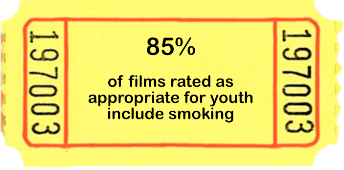 197003
85%
of films rated as
appropriate for youth
include smoking
197003